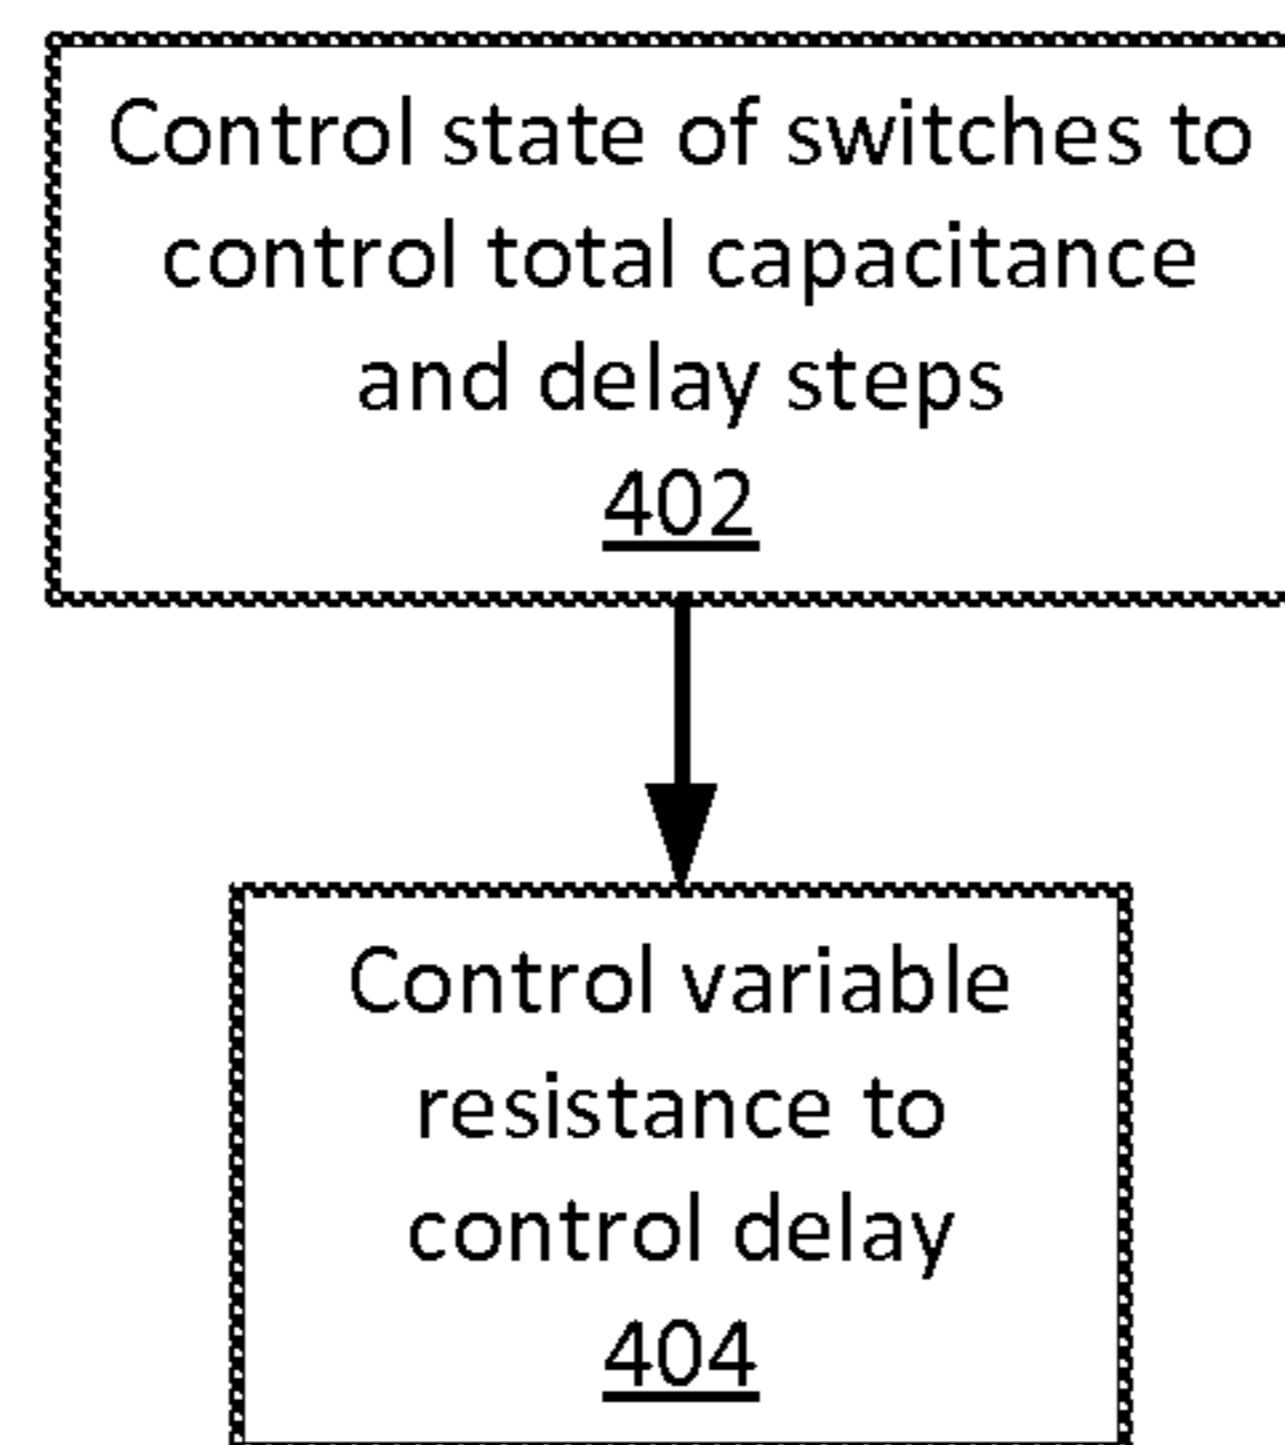 Control state of switches to
control total capacitance
and delay steps
402
Control variable
resistance to
control delay
404